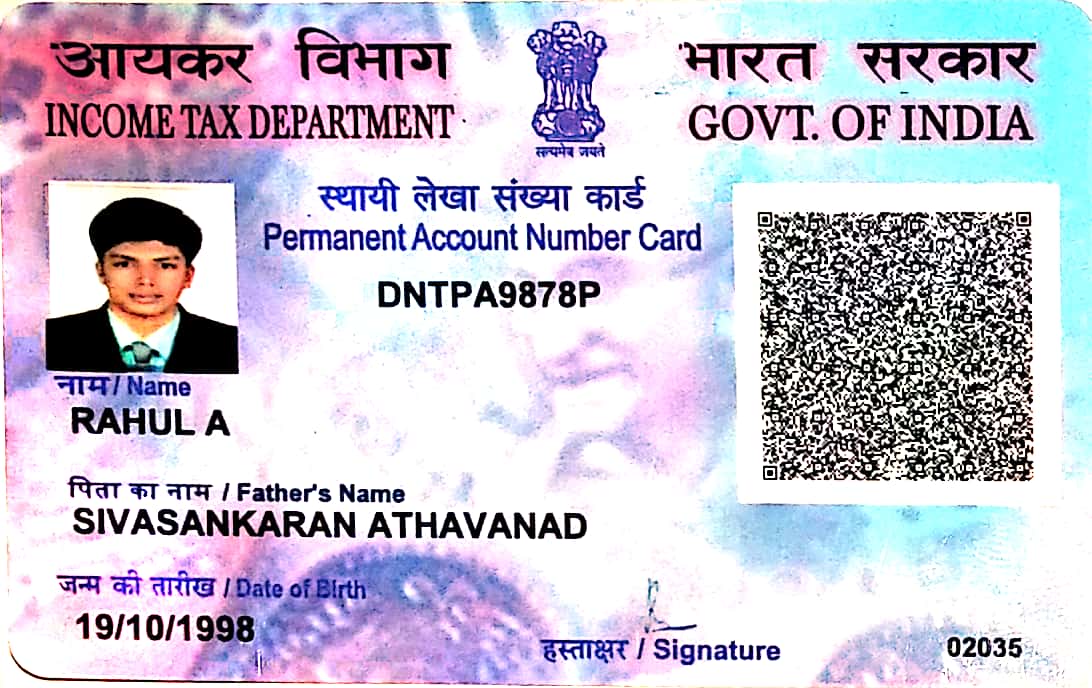 आयकर विभाग
INCOME TAX DEPARTMENT
सत्यमेव जयते
भारत सरकार
GOVT. OF INDIA
स्थायी लेखा संख्या कार्ड
Permanent Account Number Card
DNTPA9878P
नाम / Name
RAHUL A
पिता का नाम / Father's Name
SIVASANKARAN ATHAVANAD
जन्म की तारीख / Date of Birth
19/10/1998
हस्ताक्षर / Signature
02035